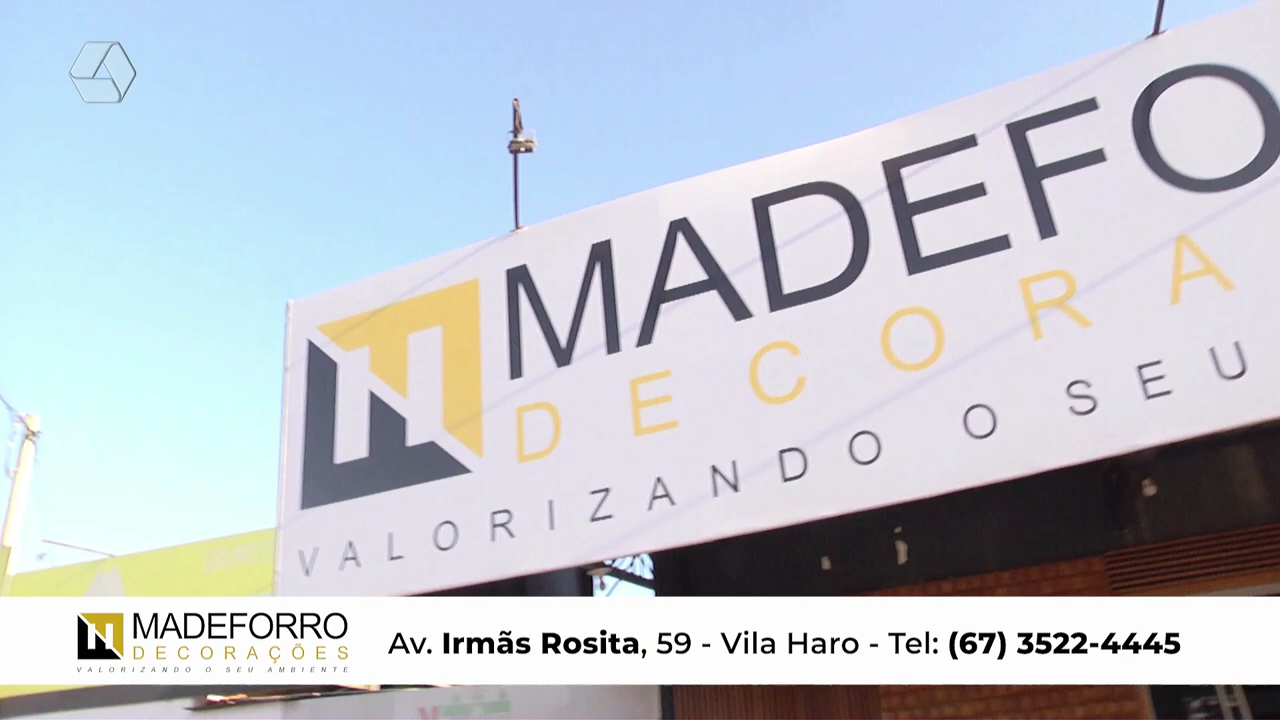 MADEFO
DECORA
VALORIZANDO O SEU
MADEFORRO
DECORAÇÕES
VALORIZANDO O SEU AMBIENTE
Av. Irmãs Rosita, 59 - Vila Haro - Tel: (67) 3522-4445